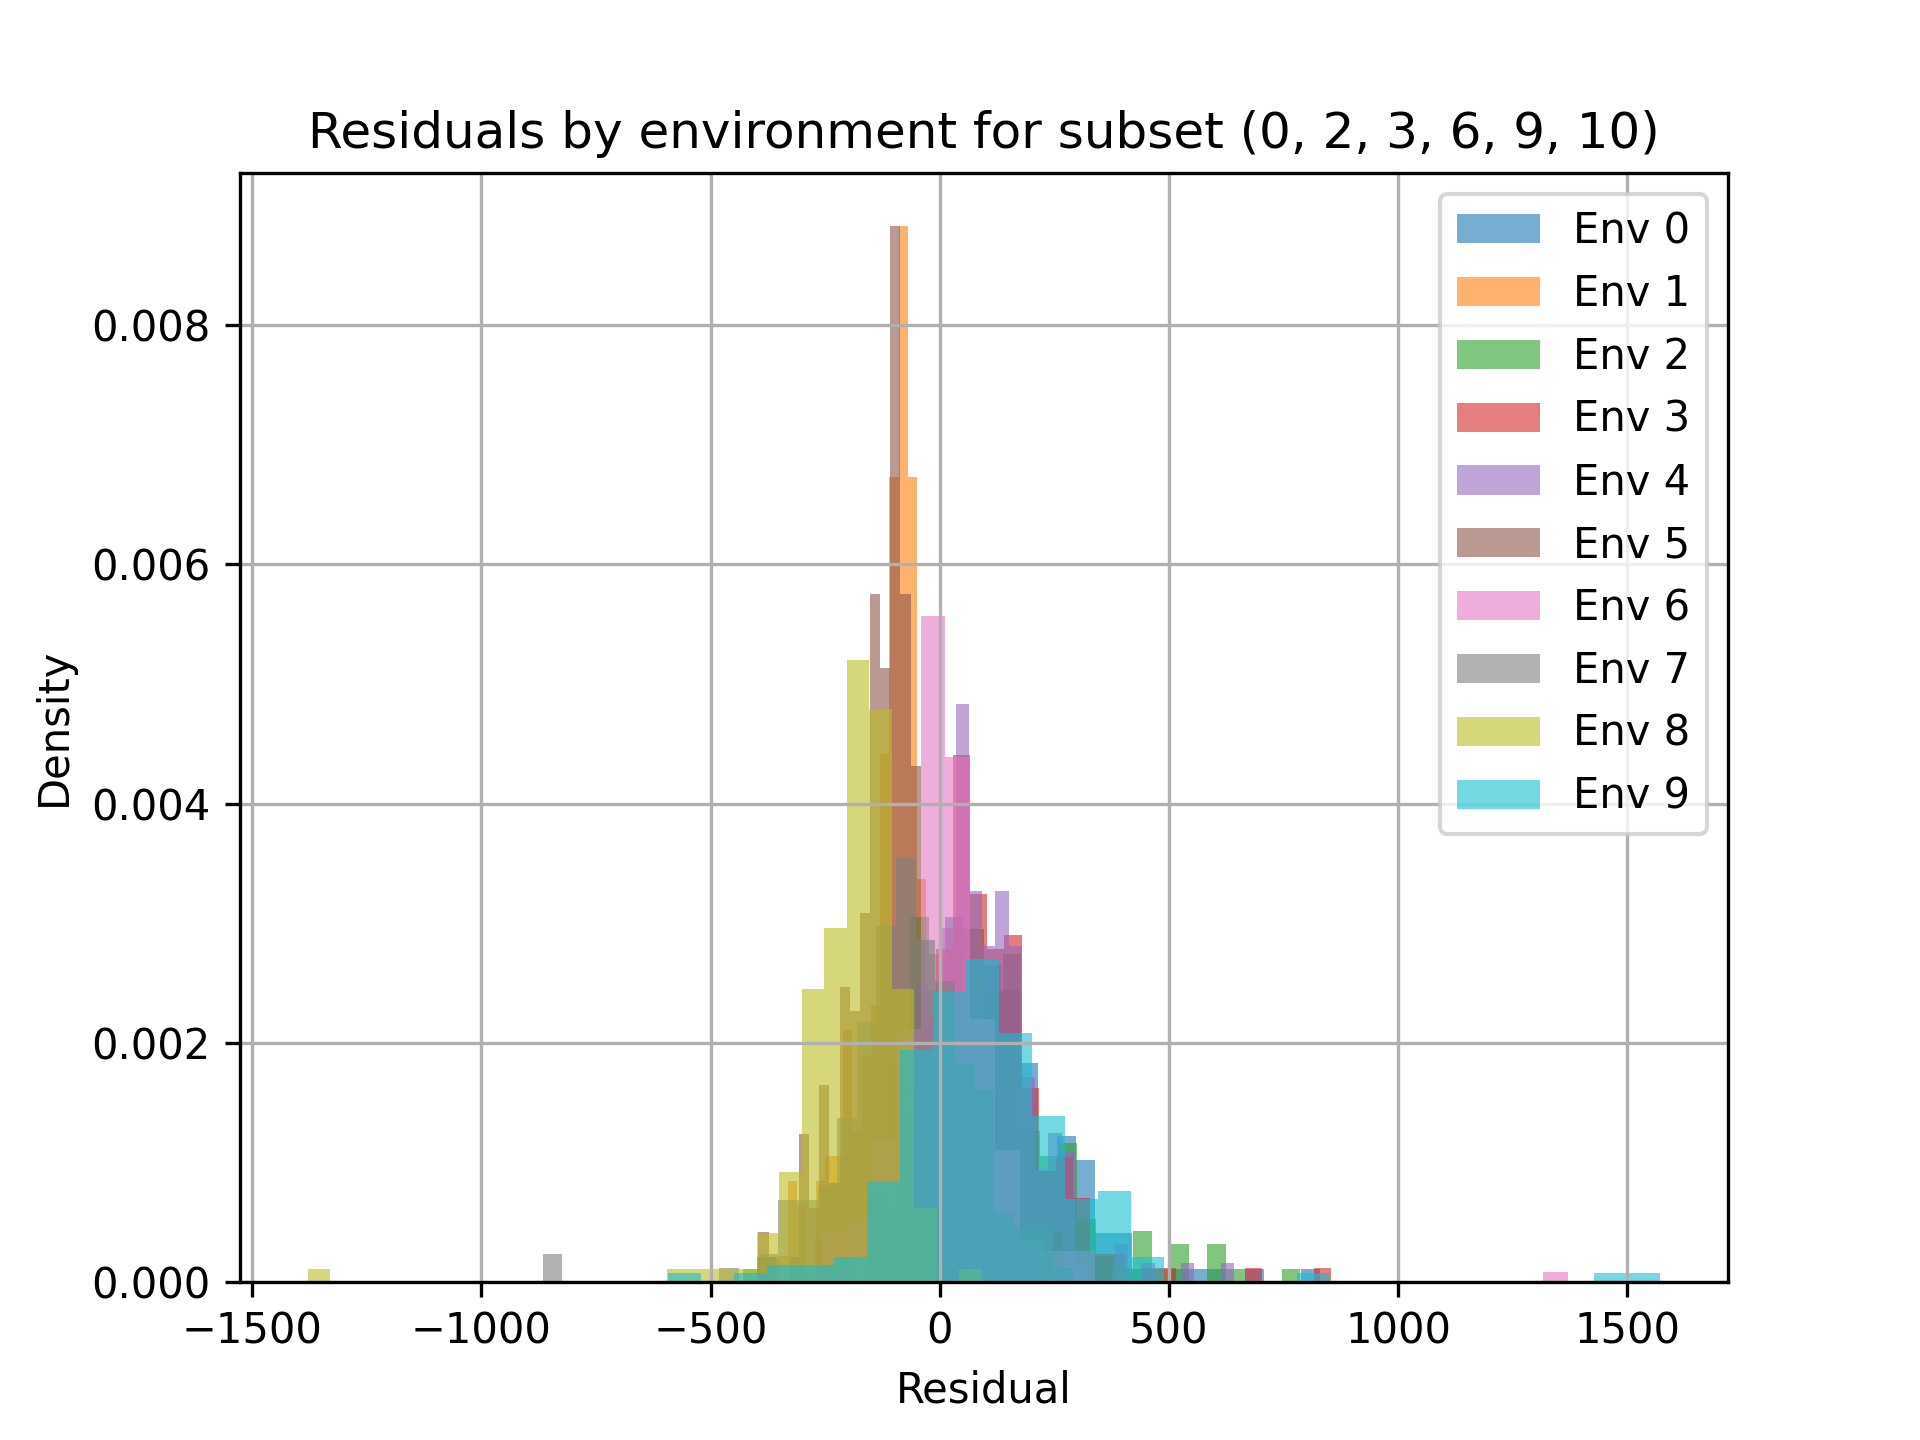 Residuals by environment for subset (0, 2, 3, 6, 9, 10)
Env 0
Env 1
Env 2
Env 3
Env 4
Env 5
Env 6
Env 7
Env 8
Env 9
Density
0.008
0.006
0.004
0.002
0.000
−1500 −1000 −500 0 500 1000 1500
Residual